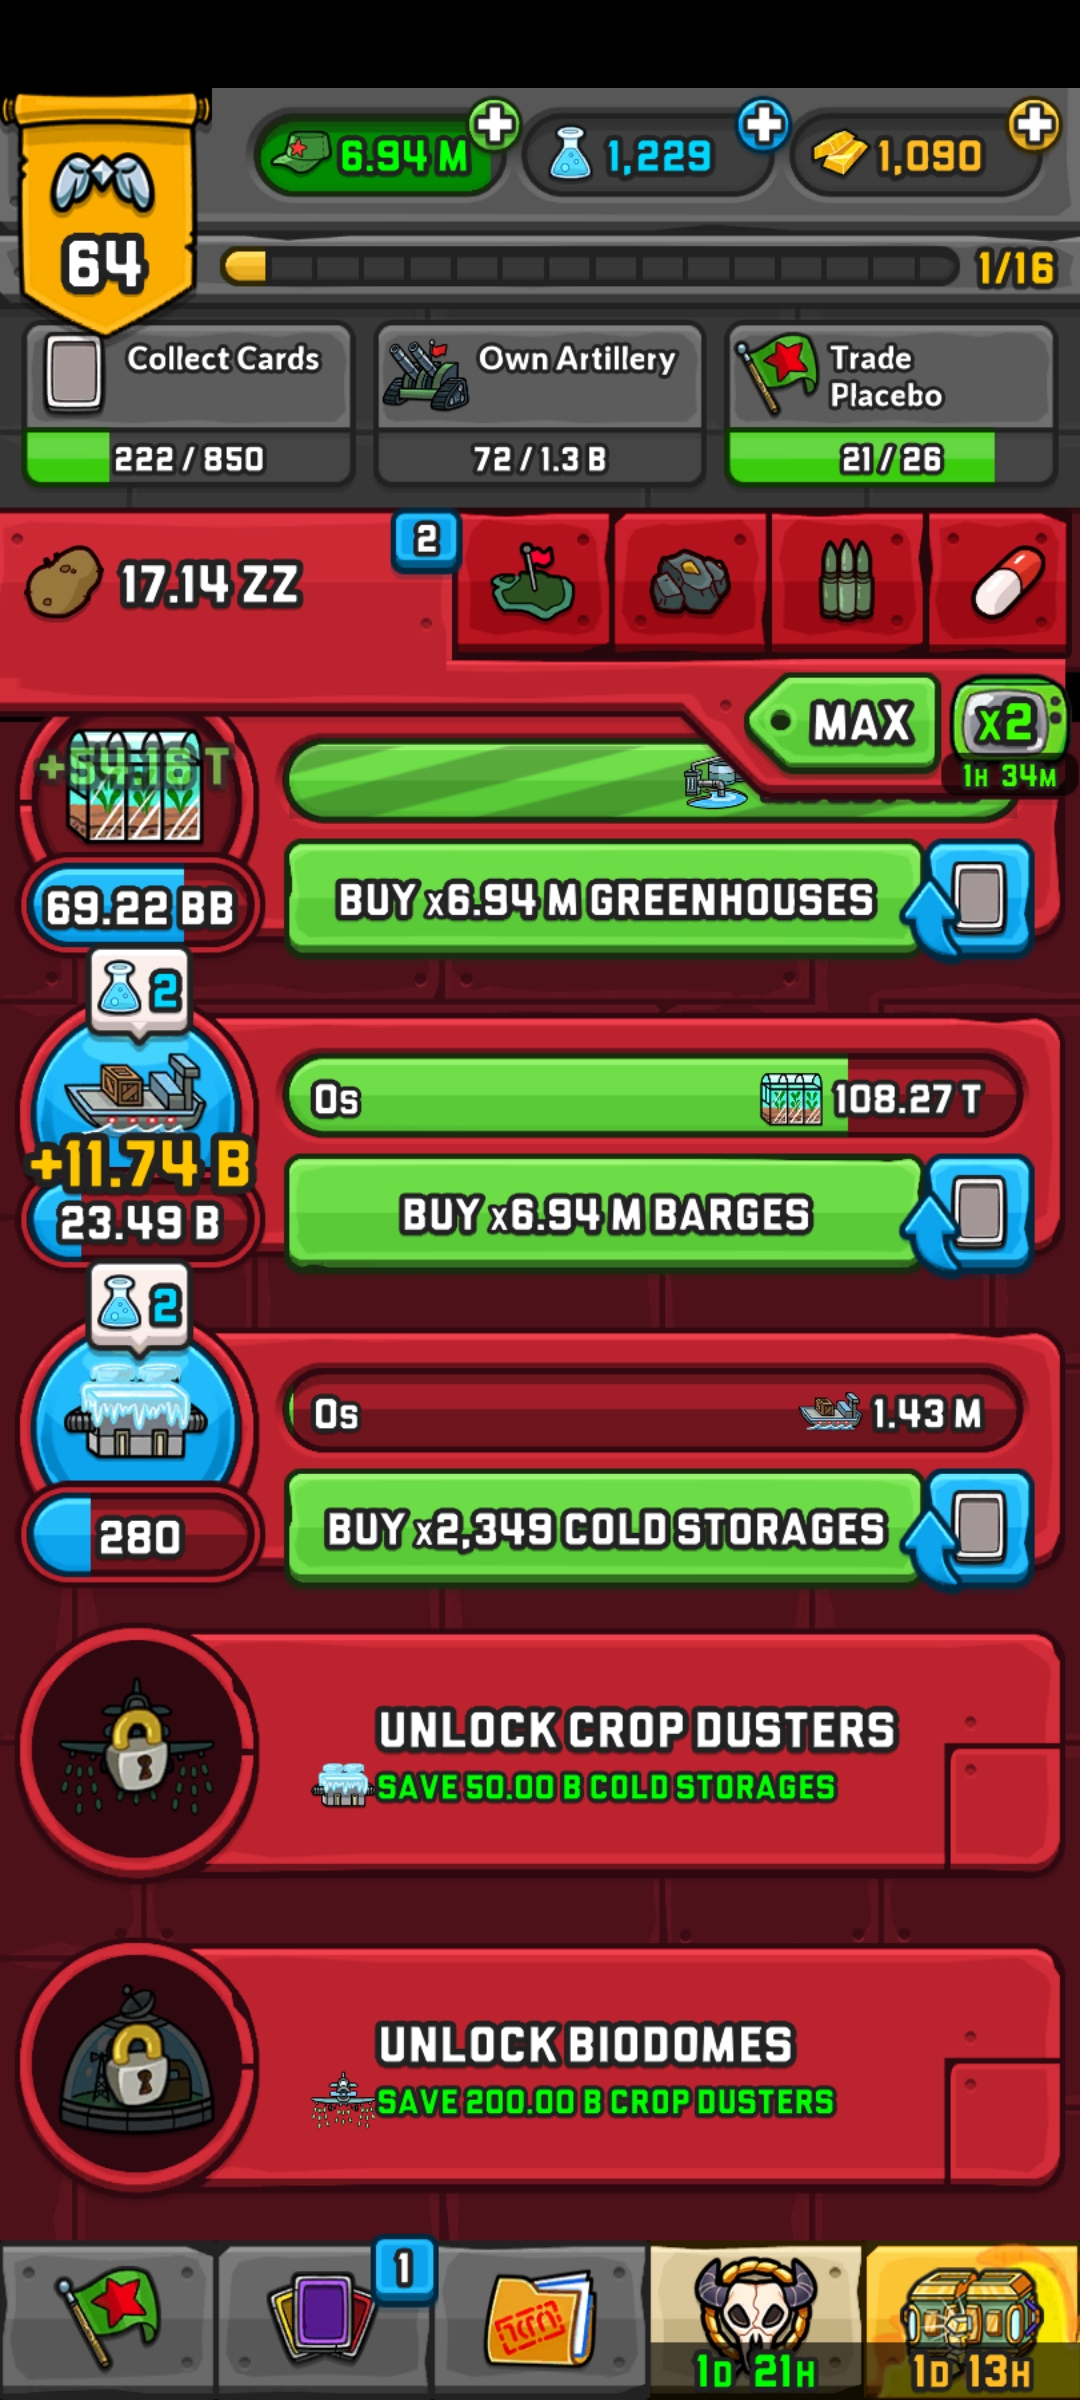 6.94 M
1,229
1,090
64
1/16
Collect Cards
222 / 850
Own Artillery
72 / 1.3 B
Trade
Placebo
21 / 26
17.14 ZZ
2
MAX
x2
1H 34M
+54.16 T
69.22 BB
BUY x6.94 M GREENHOUSES
2
0s
108.27 T
+11.74 B
23.49 B
BUY x6.94 M BARGES
2
0s
1.43 M
280
BUY x2,349 COLD STORAGES
UNLOCK CROP DUSTERS
SAVE 50.00 B COLD STORAGES
UNLOCK BIODOMES
SAVE 200.00 B CROP DUSTERS
1
1D 21H
1D 13H